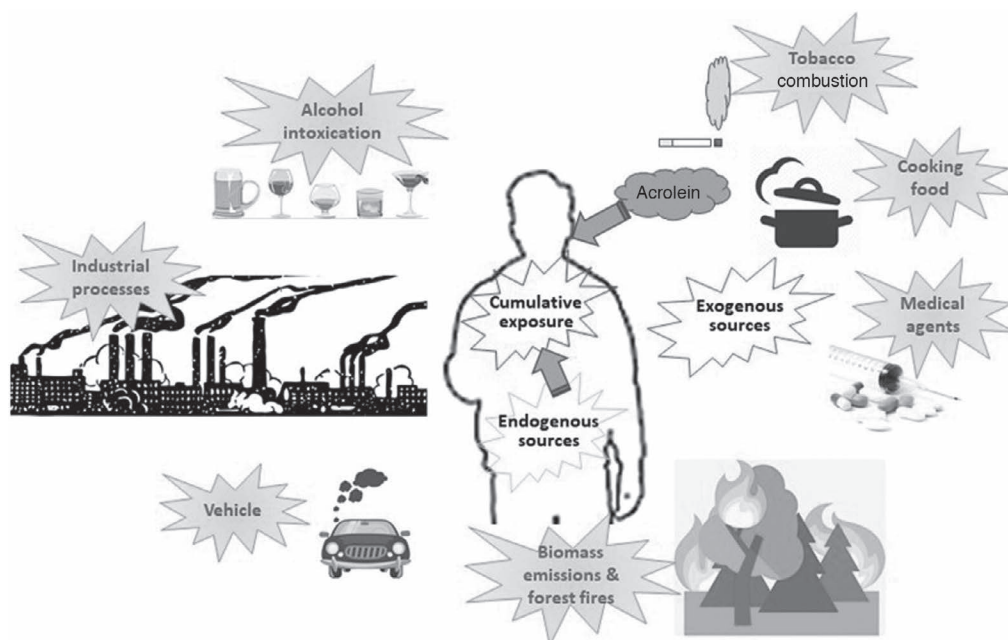 Tobacco
combustion
Alcohol
intoxication
Cooking
food
Acrolein
Industrial
processes
Cumulative
exposure
Exogenous
sources
Medical
agents
Endogenous
sources
Vehicle
Biomass
emissions &
forest fires